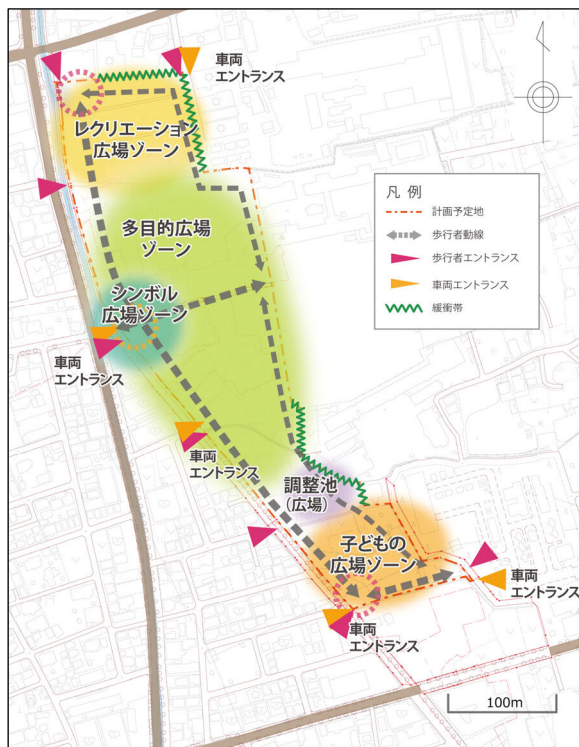 車両
エントランス
レクリエーション
広場ゾーン
凡 例
計画予定地
歩行者動線
歩行者エントランス
車両エントランス
緩衝帯
多目的広場
ゾーン
シンボル
広場ゾーン
車両
エントランス
車両
エントランス
調整池
(広場)
子どもの
広場ゾーン
車両
エントランス
車両
エントランス
100m